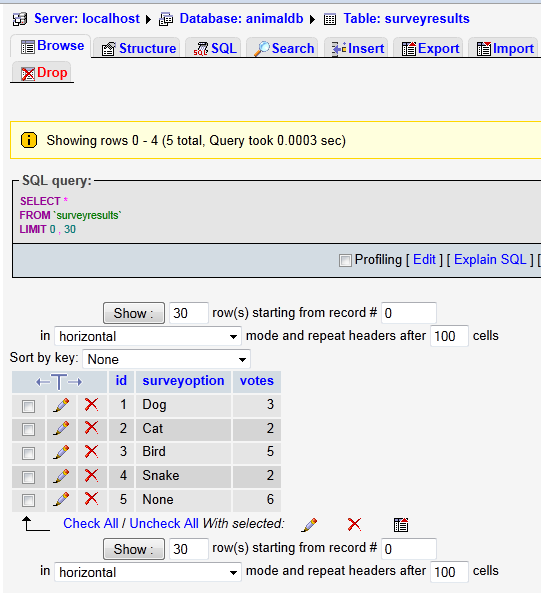 Server: localhost ▸ Database: animaldb ▸ Table: surveyresults
Browse Structure SQL Search Insert Export Import
Drop
Showing rows 0 - 4 (5 total, Query took 0.0003 sec)
SQL query:
SELECT *
FROM `surveyresults`
LIMIT 0 , 30
Profiling [ Edit ] [ Explain SQL ] [
Show : 30 row(s) starting from record # 0
in horizontal mode and repeat headers after 100 cells
Sort by key: None
←T→ id surveyoption votes
1 Dog 3
2 Cat 2
3 Bird 5
4 Snake 2
5 None 6
Check All / Uncheck All With selected:
Show : 30 row(s) starting from record # 0
in horizontal mode and repeat headers after 100 cells